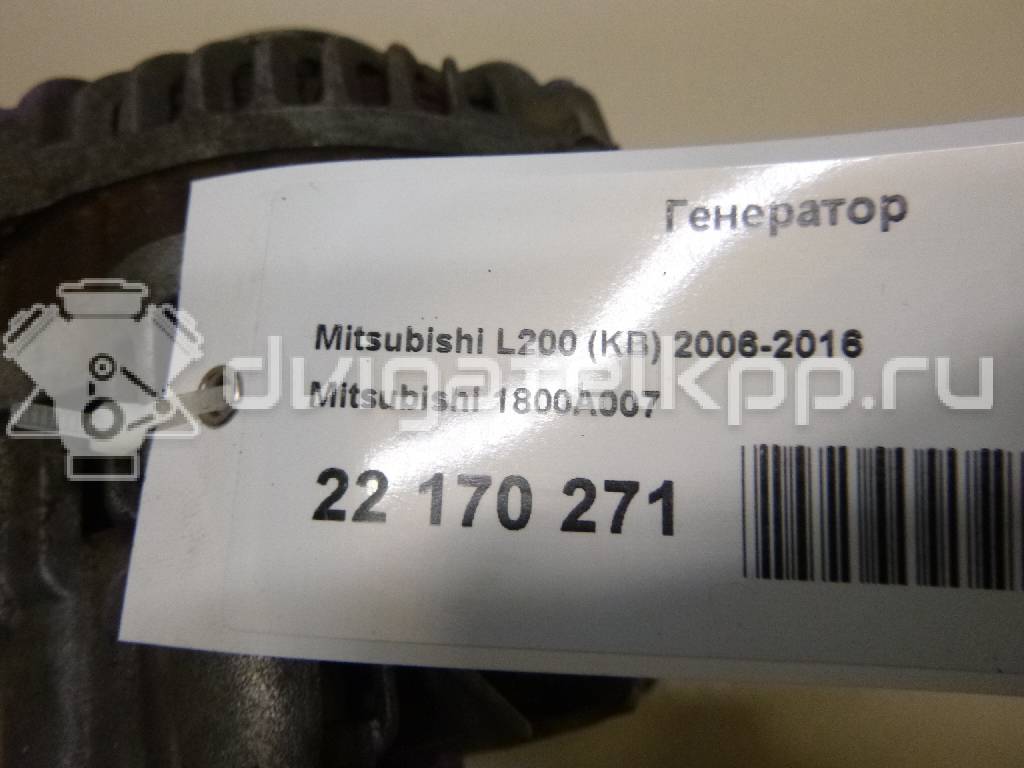 Генератор
Mitsubishi L200 (KB) 2006-2016
Mitsubishi 1800A007
dvigatelkpp.ru
22 170 271